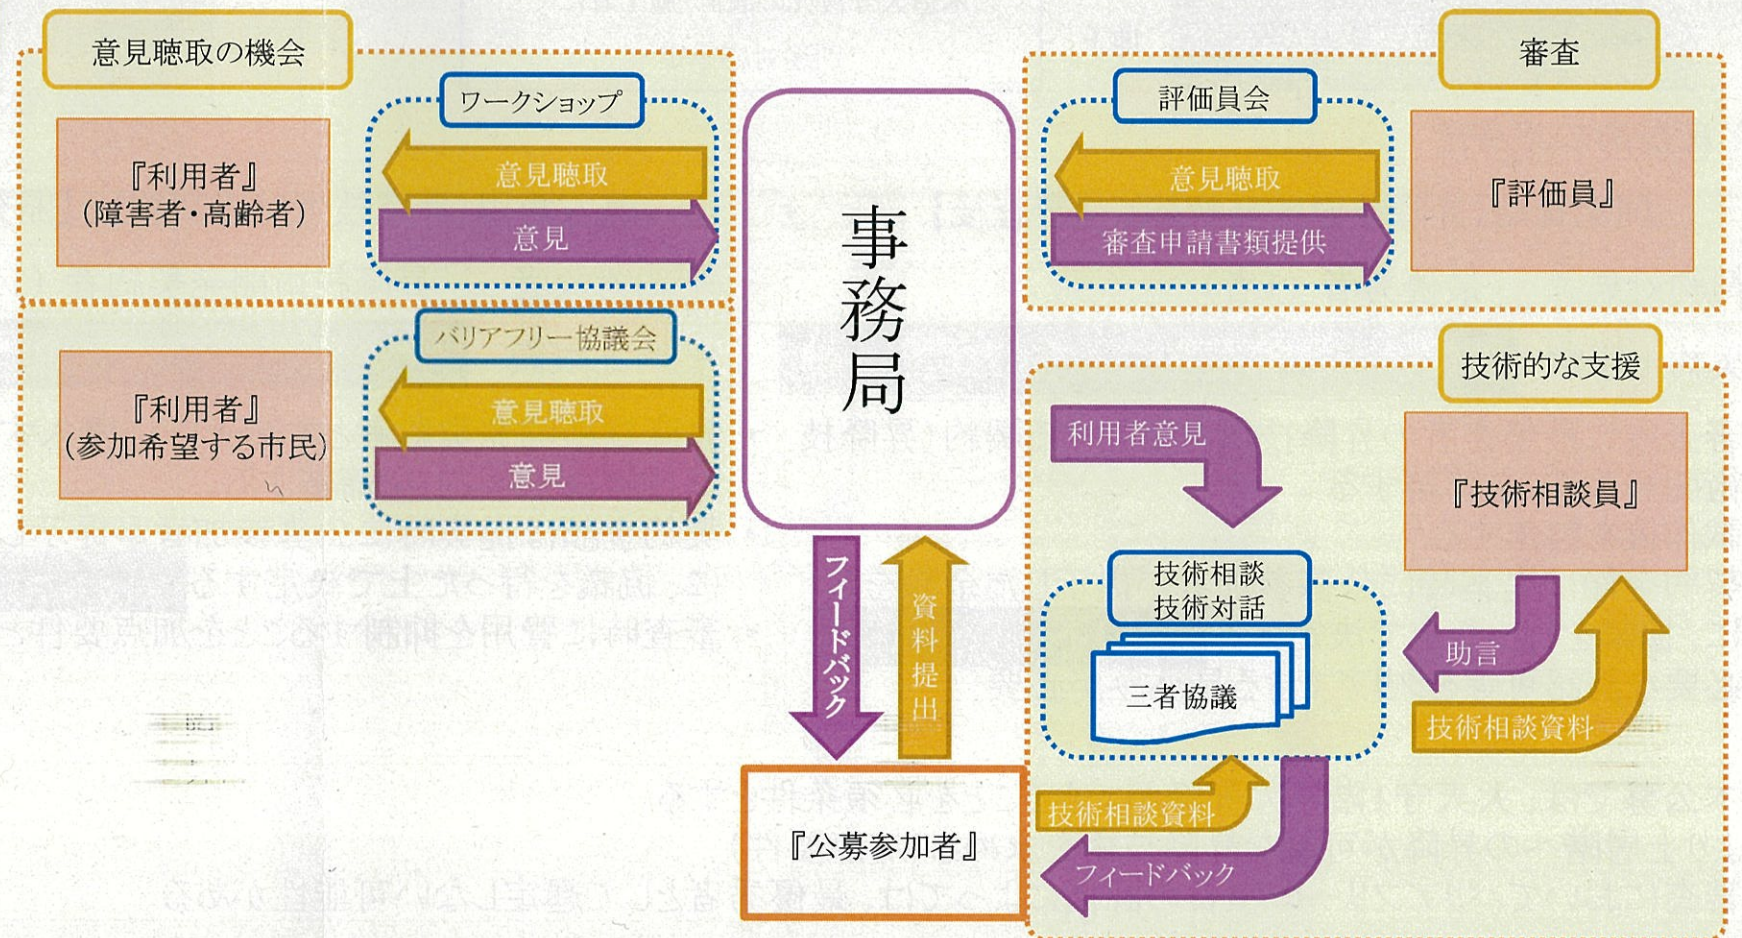 意見聴取の機会
ワークショップ
『利用者』
(障害者・高齢者)
意見聴取
意見
バリアフリー協議会
『利用者』
(参加希望する市民)
意見聴取
意見
事務局
審査
評価員会
意見聴取
審査申請書類提供
『評価員』
技術的な支援
利用者意見
『技術相談員』
技術相談
技術対話
三者協議
助言
技術相談資料
フィードバック
資料提出
『公募参加者』
技術相談資料
フィードバック